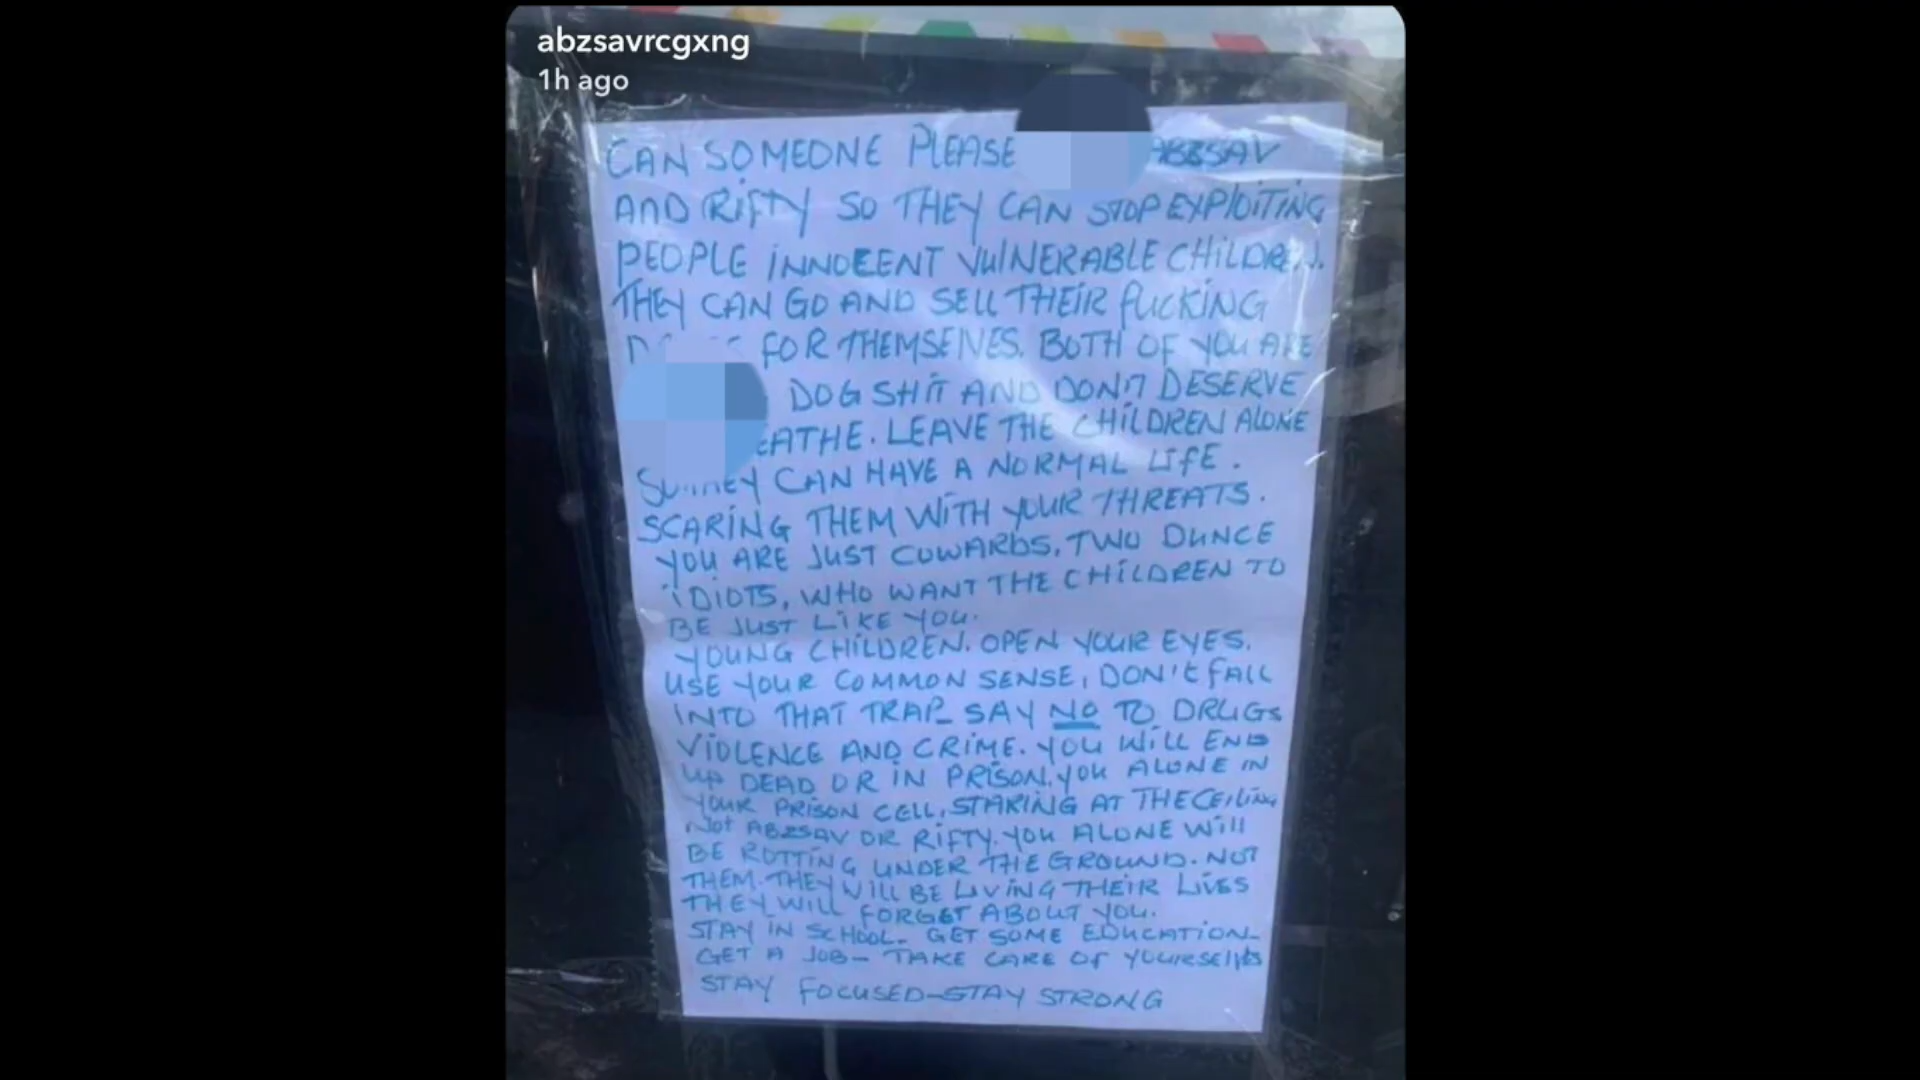 abzsavrcgxng
1h ago
CAN SOMEONE PLEASE ABZSAV
AND RIFTY SO THEY CAN STOP EXPLOITING
PEOPLE INNOCENT VULNERABLE CHILDREN.
THEY CAN GO AND SELL THEIR FUCKING
FOR THEMSELVES. BOTH OF YOU ARE
DOG SHIT AND DON'T DESERVE
EATHE. LEAVE THE CHILDREN ALONE
CAN HAVE A NORMAL LIFE.
SCARING THEM WITH YOUR THREATS.
YOU ARE JUST COWARDS. TWO DUNCE
IDIOTS, WHO WANT THE CHILDREN TO
BE JUST LIKE YOU.
YOUNG CHILDREN. OPEN YOUR EYES.
USE YOUR COMMON SENSE, DON'T FALL
INTO THAT TRAP_ SAY NO TO DRUGS
VIOLENCE AND CRIME. YOU WILL END
UP DEAD OR IN PRISON. YOU ALONE IN
YOUR PRISON CELL, STARING AT THE CEILING
NOT ABZSAV OR RIFTY. YOU ALONE WILL
BE ROTTING UNDER THE GROUND. NOT
THEM. THEY WILL BE LIVING THEIR LIVES
THEY WILL FORGET ABOUT YOU.
STAY IN SCHOOL_ GET SOME EDUCATION_
GET A JOB— TAKE CARE OF YOURSELVES
STAY FOCUSED—STAY STRONG